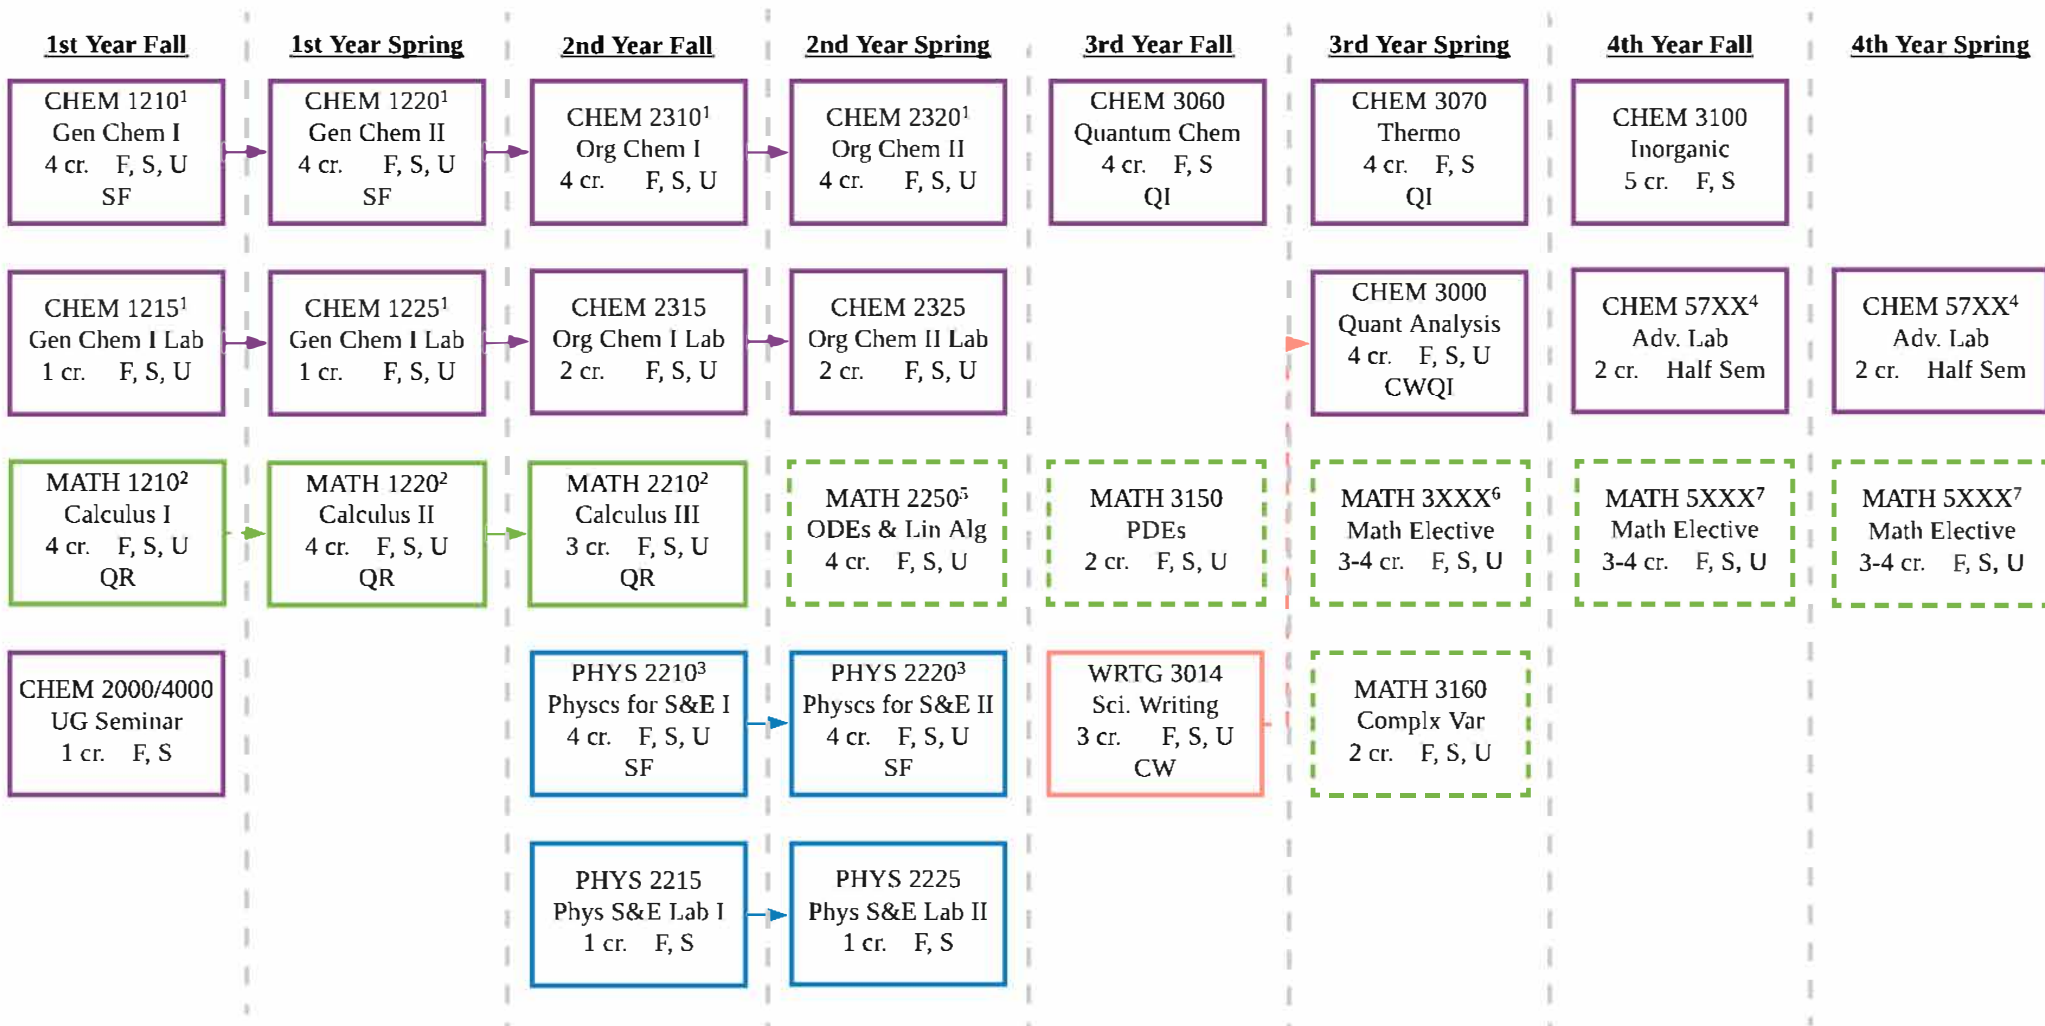 1st Year Fall
CHEM 1210¹
Gen Chem I
4 cr. F, S, U
SF
CHEM 1215¹
Gen Chem I Lab
1 cr. F, S, U
MATH 1210²
Calculus I
4 cr. F, S, U
QR
CHEM 2000/4000
UG Seminar
1 cr. F, S
1st Year Spring
CHEM 1220¹
Gen Chem II
4 cr. F, S, U
SF
CHEM 1225¹
Gen Chem I Lab
1 cr. F, S, U
MATH 1220²
Calculus II
4 cr. F, S, U
QR
2nd Year Fall
CHEM 2310¹
Org Chem I
4 cr. F, S, U
CHEM 2315
Org Chem I Lab
2 cr. F, S, U
MATH 2210²
Calculus III
3 cr. F, S, U
QR
PHYS 2210³
Physcs for S&E I
4 cr. F, S, U
SF
PHYS 2215
Phys S&E Lab I
1 cr. F, S
2nd Year Spring
CHEM 2320¹
Org Chem II
4 cr. F, S, U
CHEM 2325
Org Chem II Lab
2 cr. F, S, U
MATH 2250⁵
ODEs & Lin Alg
4 cr. F, S, U
PHYS 2220³
Physcs for S&E II
4 cr. F, S, U
SF
PHYS 2225
Phys S&E Lab II
1 cr. F, S
3rd Year Fall
CHEM 3060
Quantum Chem
4 cr. F, S
QI
MATH 3150
PDEs
2 cr. F, S, U
WRTG 3014
Sci. Writing
3 cr. F, S, U
CW
3rd Year Spring
CHEM 3070
Thermo
4 cr. F, S
QI
CHEM 3000
Quant Analysis
4 cr. F, S, U
CWQI
MATH 3XXX⁶
Math Elective
3-4 cr. F, S, U
MATH 3160
Complx Var
2 cr. F, S, U
4th Year Fall
CHEM 3100
Inorganic
5 cr. F, S
CHEM 57XX⁴
Adv. Lab
2 cr. Half Sem
MATH 5XXX⁷
Math Elective
3-4 cr. F, S, U
4th Year Spring
CHEM 57XX⁴
Adv. Lab
2 cr. Half Sem
MATH 5XXX⁷
Math Elective
3-4 cr. F, S, U